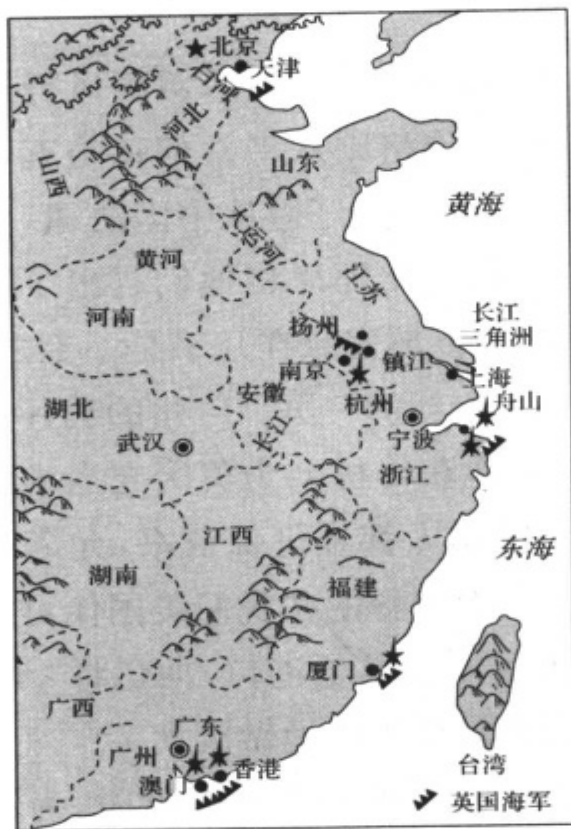 北京
天津
白河
河北
山西
山东
黄海
大运河
黄河
江苏
河南
长江
三角洲
扬州
镇江
南京
上海
安徽
湖北
杭州
舟山
长江
武汉
宁波
浙江
江西
东海
湖南
福建
厦门
广西
广东
广州
香港
澳门
台湾
英国海军